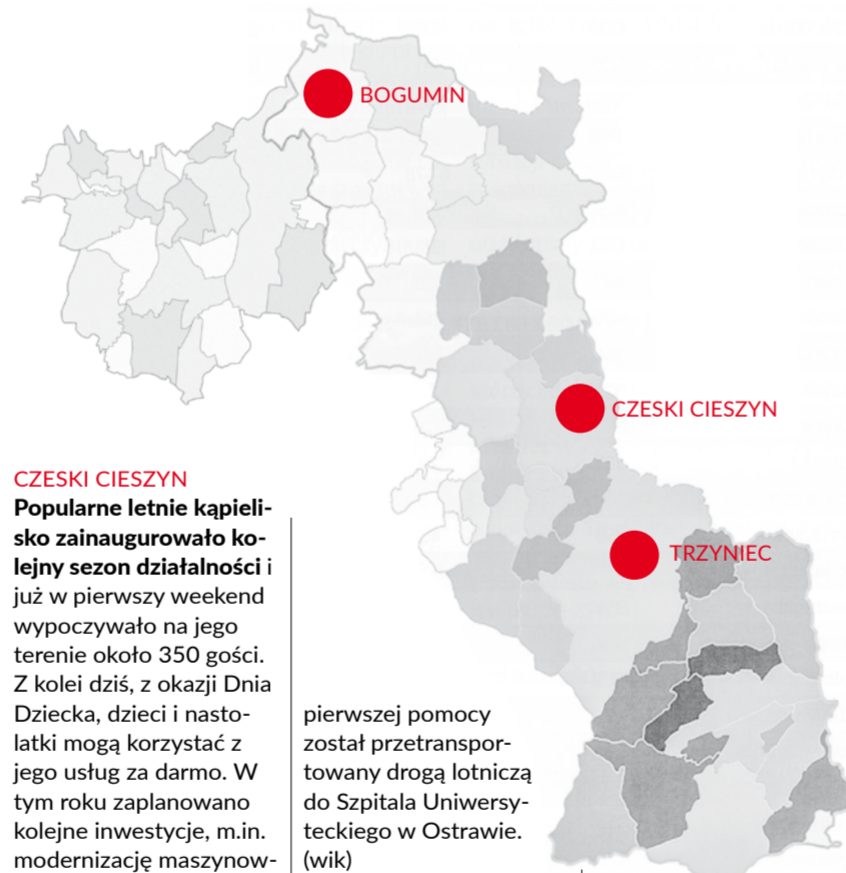 BOGUMIN
CZESKI CIESZYN
TRZYNIEC
CZESKI CIESZYN
Popularne letnie kąpieli-
sko zainaugurowało ko-
lejny sezon działalności i
już w pierwszy weekend
wypoczywało na jego
terenie około 350 gości.
Z kolei dziś, z okazji Dnia
Dziecka, dzieci i nasto-
latki mogą korzystać z
jego usług za darmo. W
tym roku zaplanowano
kolejne inwestycje, m.in.
modernizację maszynow-
pierwszej pomocy
został przetranspor-
towany drogą lotniczą
do Szpitala Uniwersy-
teckiego w Ostrawie.
(wik)